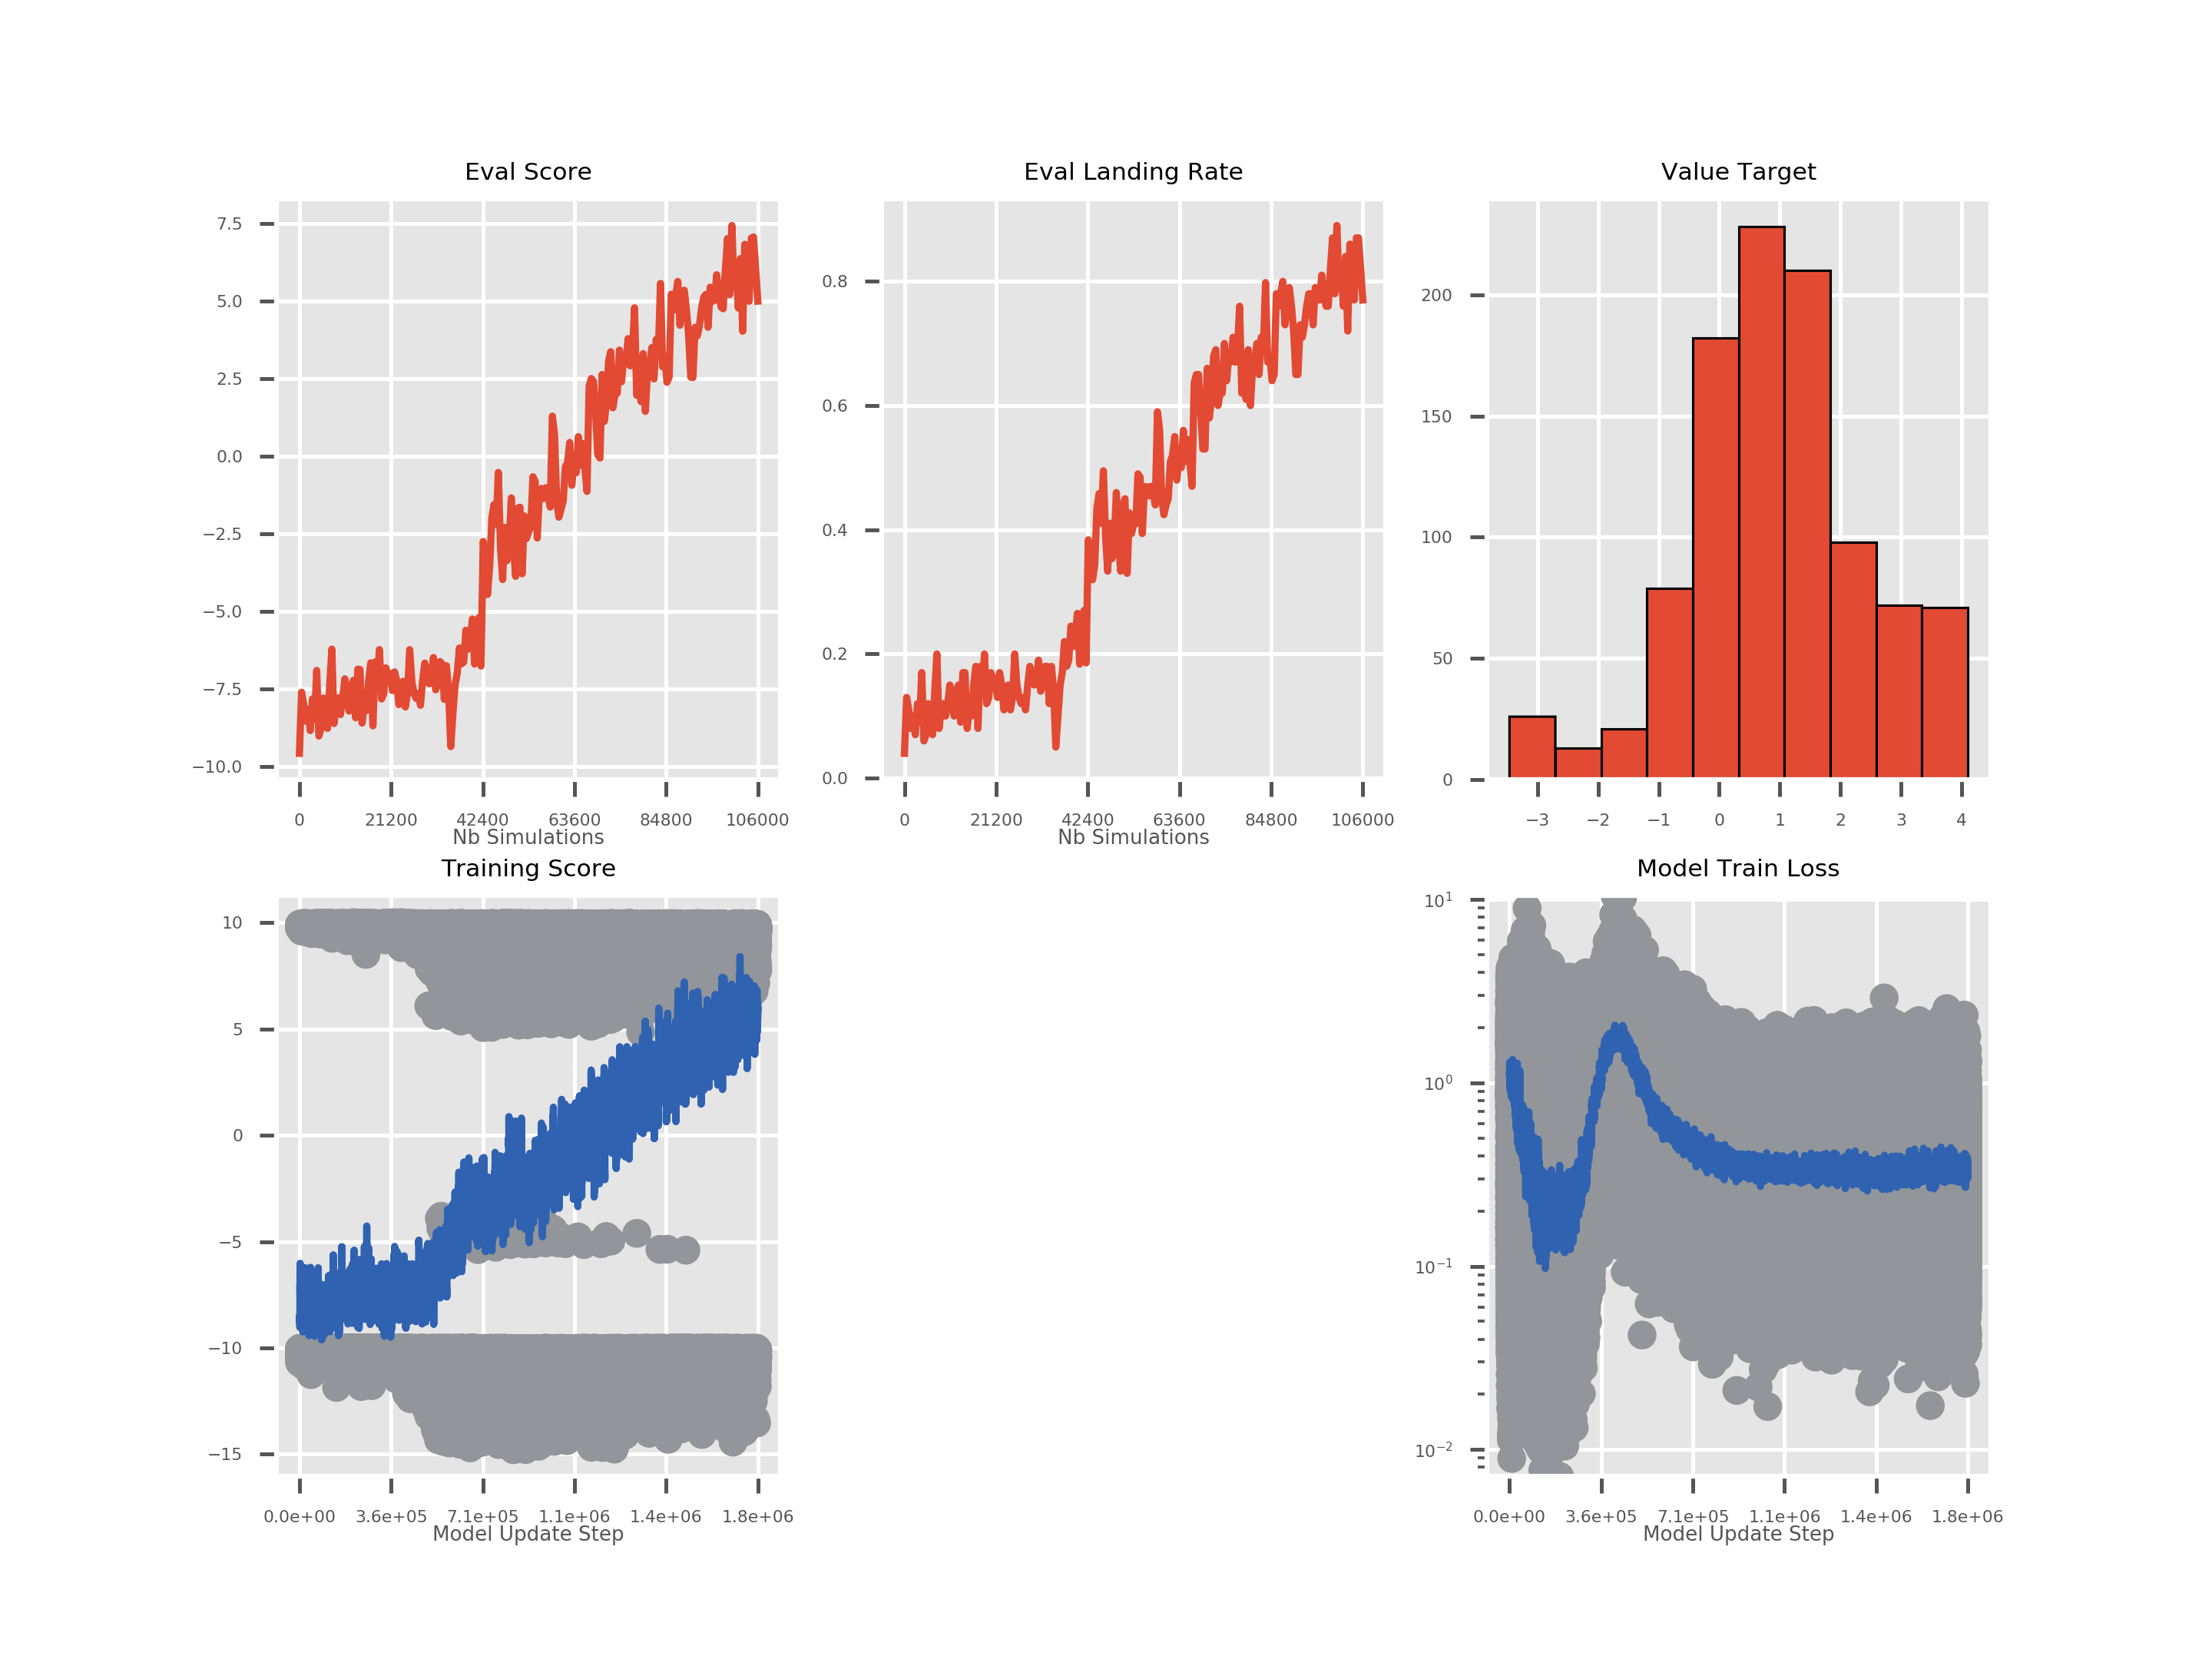 Eval Score
7.5
5.0
2.5
0.0
−2.5
−5.0
−7.5
−10.0
0 21200 42400 63600 84800 106000
Nb Simulations
Eval Landing Rate
0.8
0.6
0.4
0.2
0.0
0 21200 42400 63600 84800 106000
Nb Simulations
Value Target
200
150
100
50
0
−3 −2 −1 0 1 2 3 4
Training Score
10
5
0
−5
−10
−15
0.0e+00 3.6e+05 7.1e+05 1.1e+06 1.4e+06 1.8e+06
Model Update Step
Model Train Loss
10¹
10⁰
10⁻¹
10⁻²
0.0e+00 3.6e+05 7.1e+05 1.1e+06 1.4e+06 1.8e+06
Model Update Step